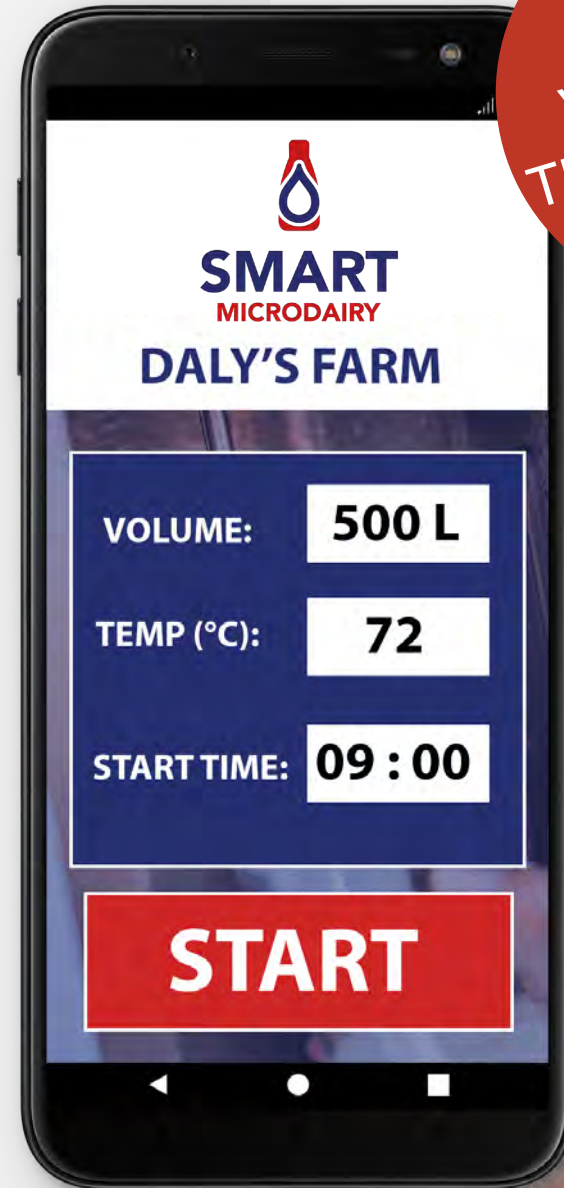 SMART
MICRODAIRY
DALY'S FARM
VOLUME: 500 L
TEMP (°C): 72
START TIME: 09 : 00
START